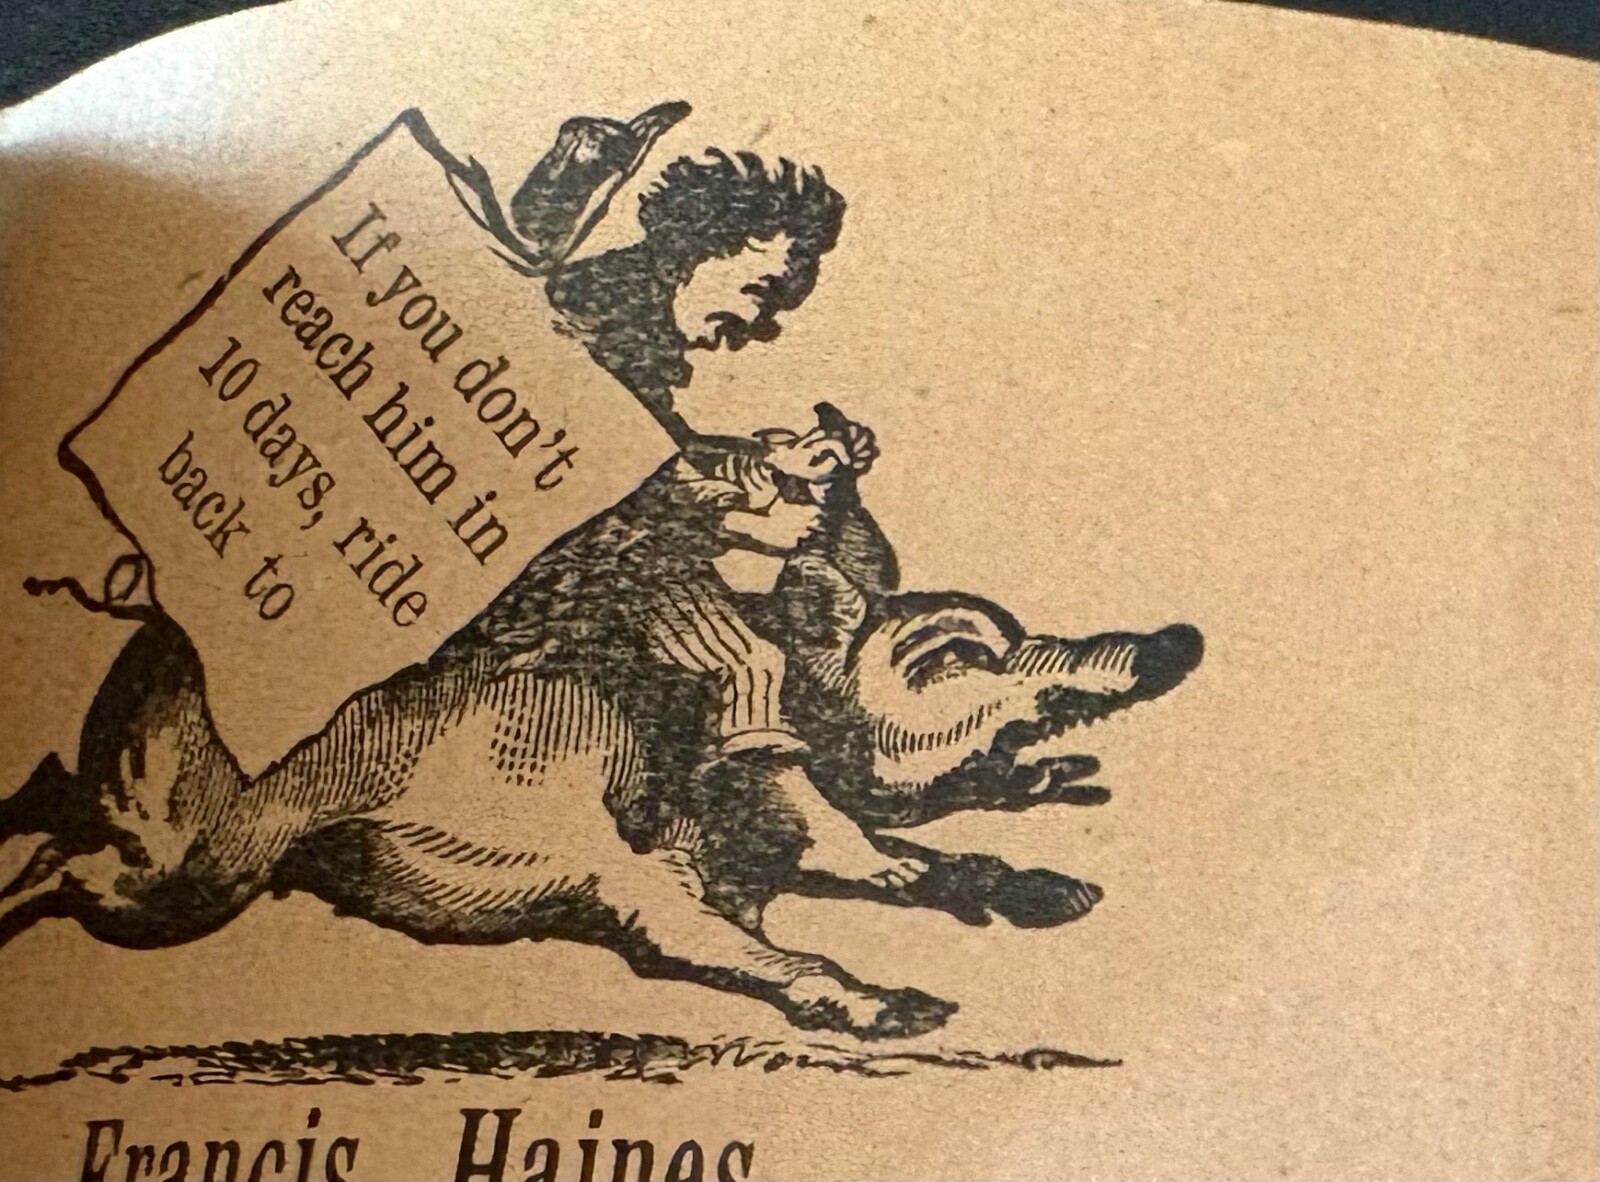 If you don't
reach him in
10 days, ride
back to
Francis Haines